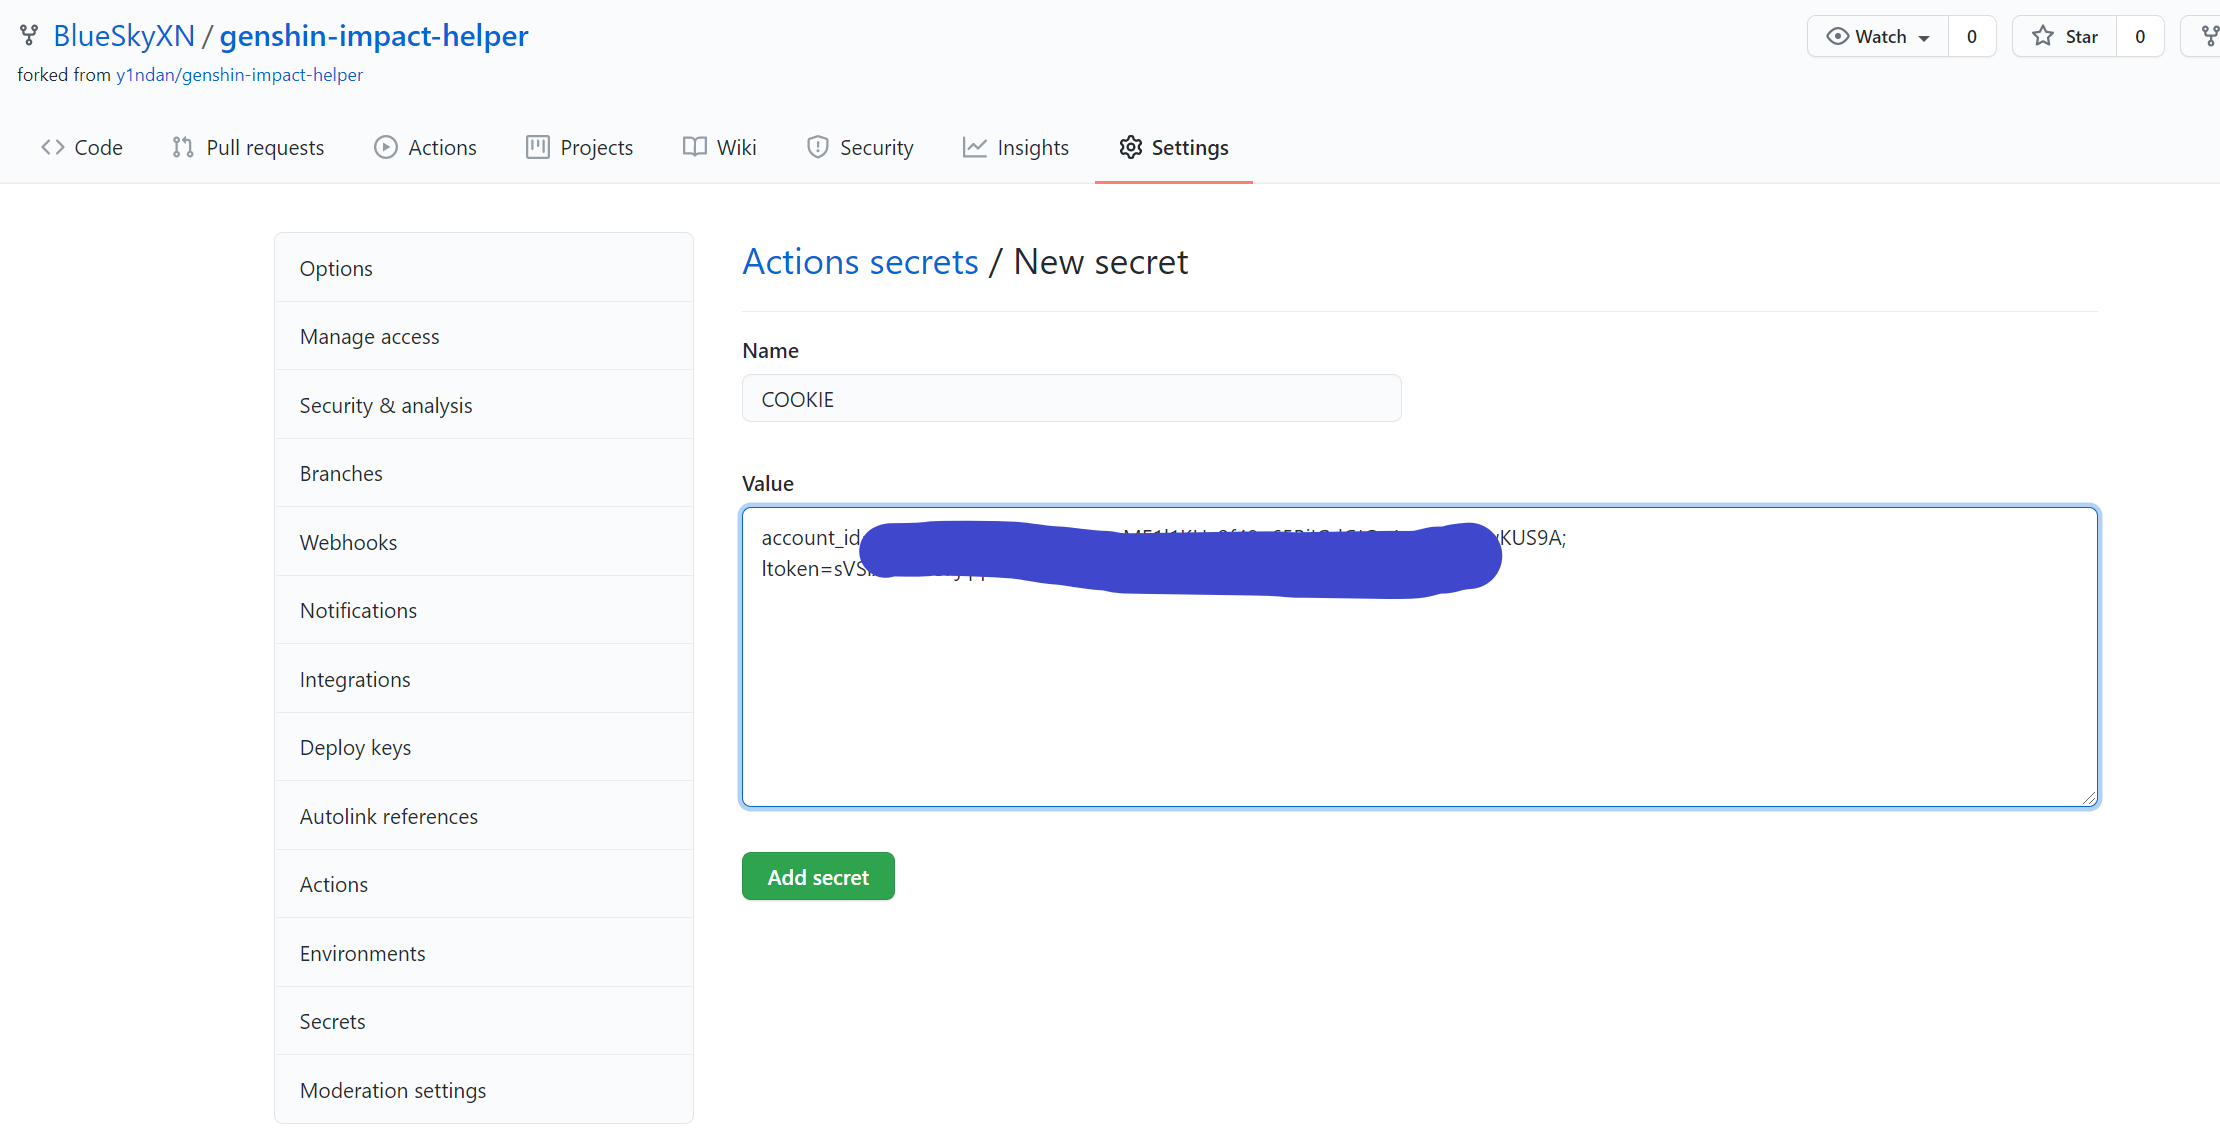 BlueSkyXN / genshin-impact-helper
forked from y1ndan/genshin-impact-helper
Watch 0
Star 0
Code
Pull requests
Actions
Projects
Wiki
Security
Insights
Settings
Options
Manage access
Security & analysis
Branches
Webhooks
Notifications
Integrations
Deploy keys
Autolink references
Actions
Environments
Secrets
Moderation settings
Actions secrets / New secret
Name
COOKIE
Value
account_id KUS9A;
ltoken=sVS
Add secret